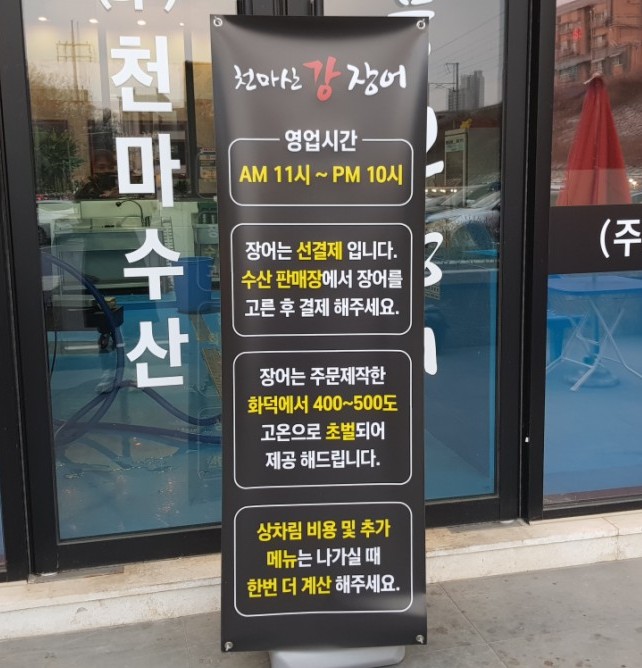 천마산 강 장어
영업시간
AM 11시 ~ PM 10시
장어는 선결제 입니다.
수산 판매장에서 장어를
고른 후 결제 해주세요.
장어는 주문제작한
화덕에서 400~500도
고온으로 초벌되어
제공 해드립니다.
상차림 비용 및 추가
메뉴는 나가실 때
한번 더 계산 해주세요.
천마수산
(주